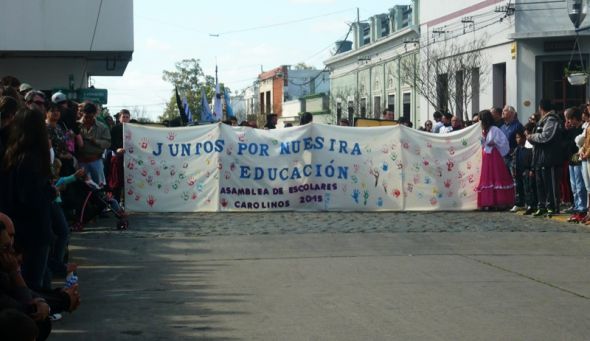 JUNTOS POR NUESTRA
EDUCACIÓN
ASAMBLEA DE ESCOLARES
CAROLINOS 2015